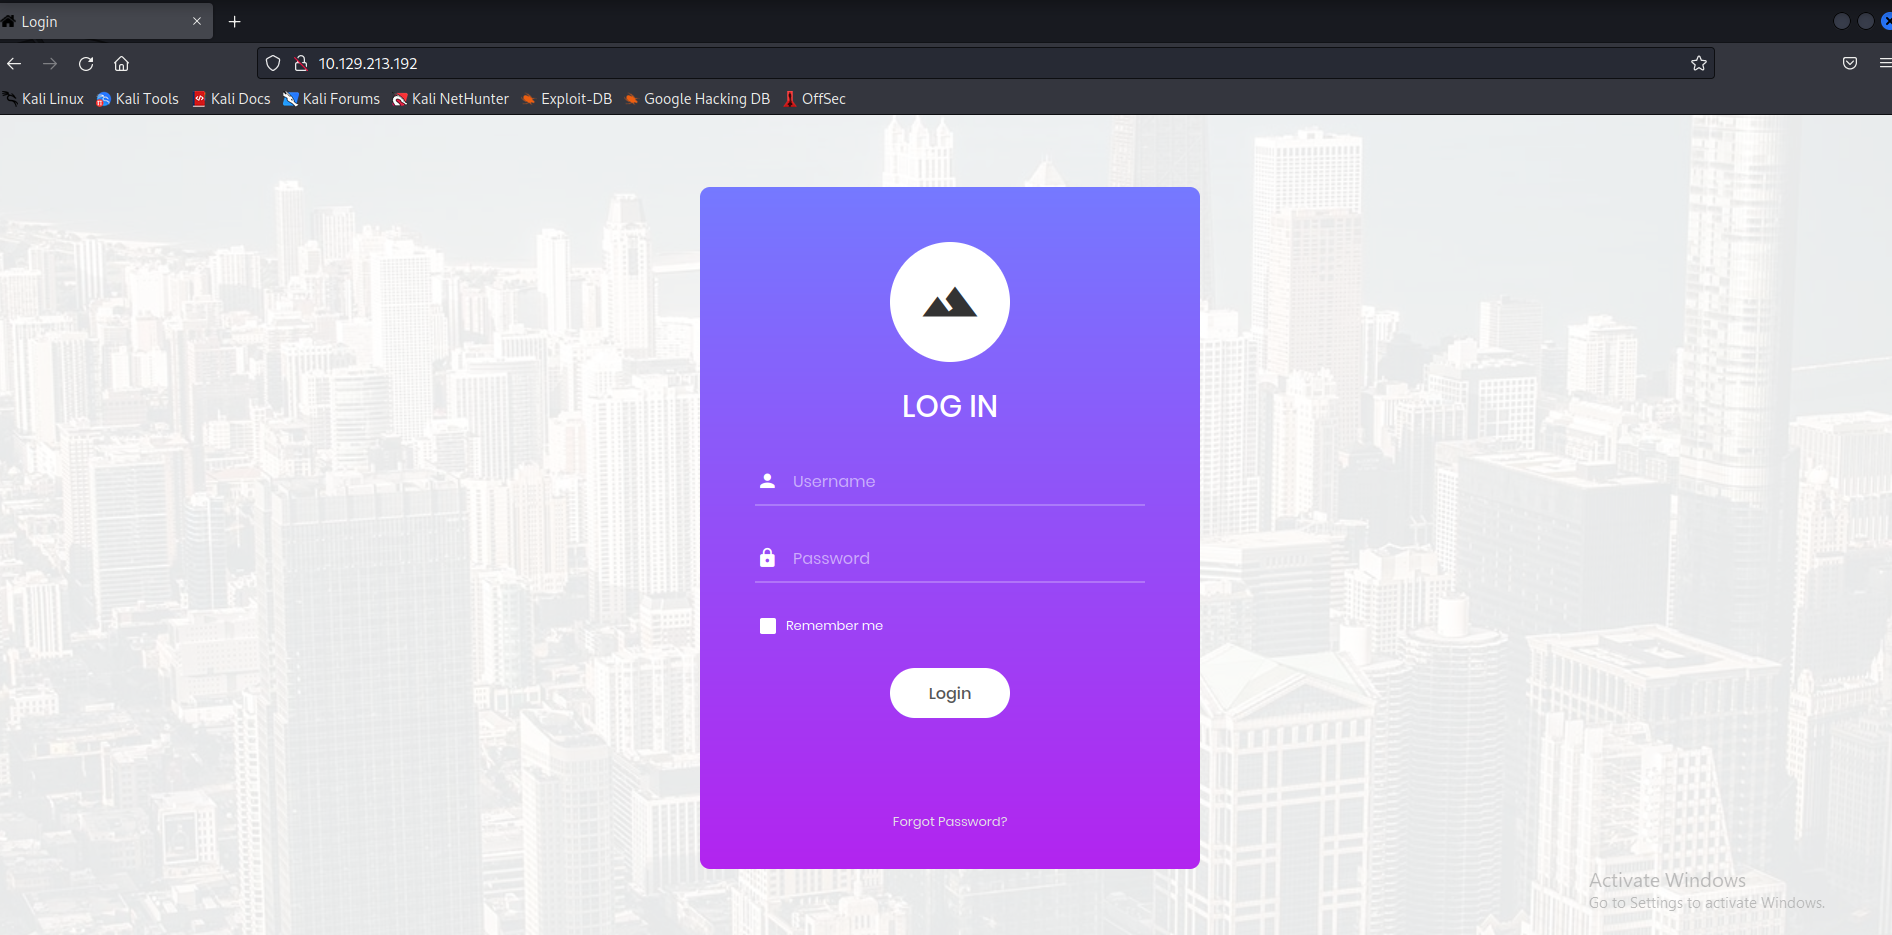 Login
10.129.213.192
Kali Linux Kali Tools Kali Docs Kali Forums Kali NetHunter Exploit-DB Google Hacking DB OffSec
LOG IN
Username
Password
Remember me
Login
Forgot Password?
Activate Windows
Go to Settings to activate Windows.